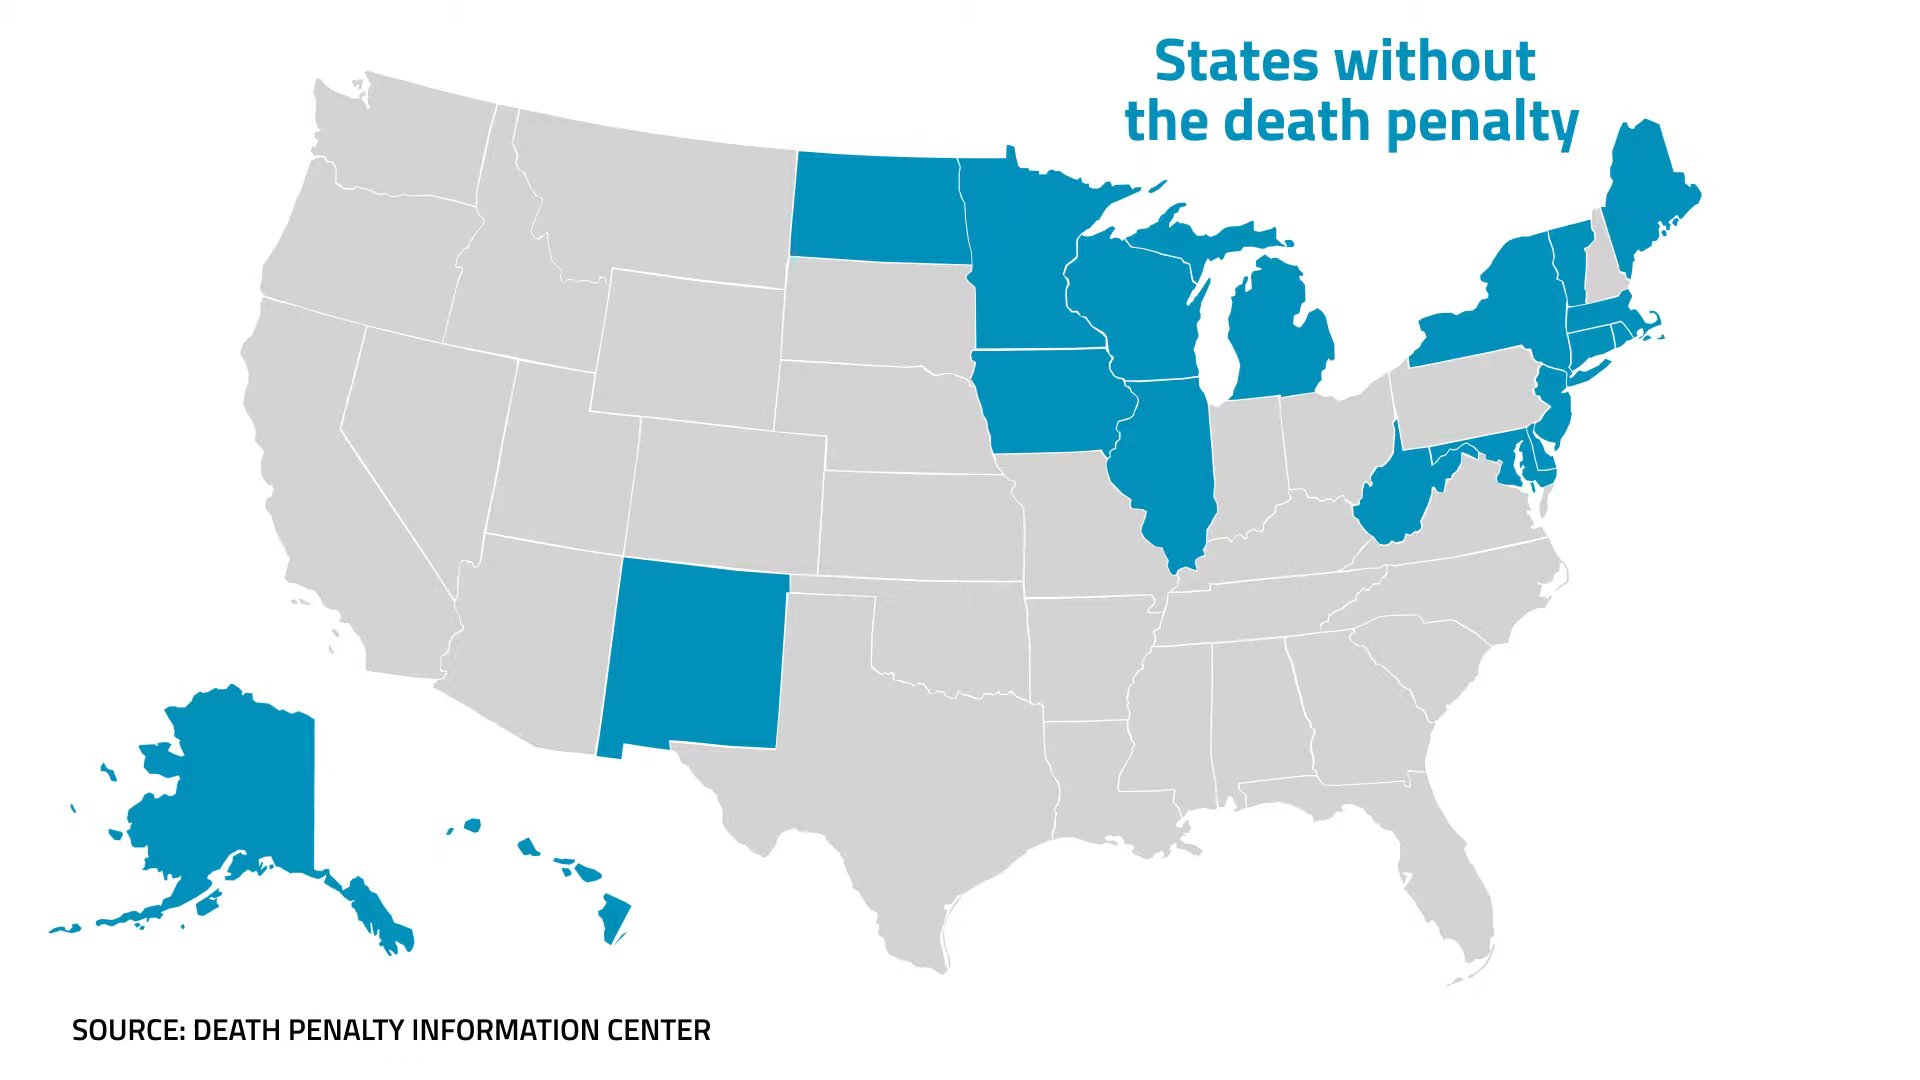 States without
the death penalty
SOURCE: DEATH PENALTY INFORMATION CENTER